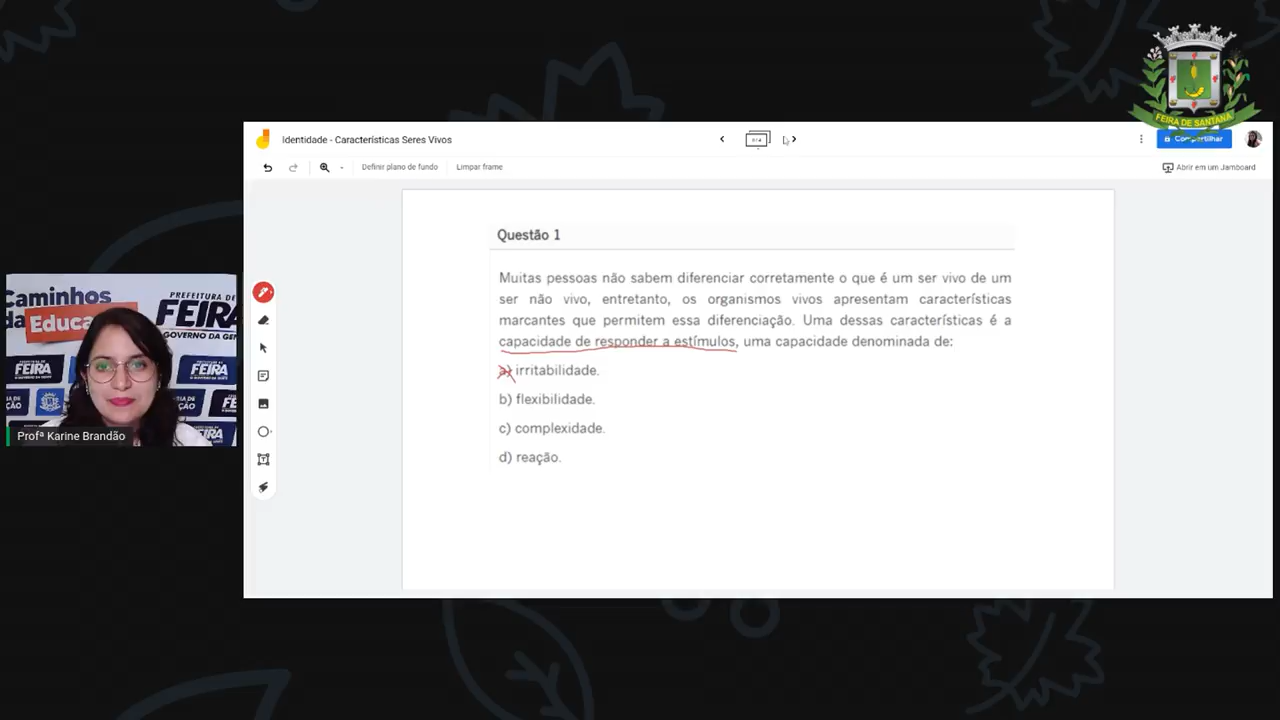 FEIRA DE SANTANA
Identidade - Características Seres Vivos
Compartilhar
Definir plano de fundo
Limpar frame
Abrir em um Jamboard
Questão 1
Muitas pessoas não sabem diferenciar corretamente o que é um ser vivo de um
ser não vivo, entretanto, os organismos vivos apresentam características
marcantes que permitem essa diferenciação. Uma dessas características é a
capacidade de responder a estímulos, uma capacidade denominada de:
a) irritabilidade.
b) flexibilidade.
c) complexidade.
d) reação.
Caminhos
da Educa
PREFEITURA DE
FEIRA
GOVERNO DA GEN
FEIRA
FEIRA
FEIRA
Profª Karine Brandão